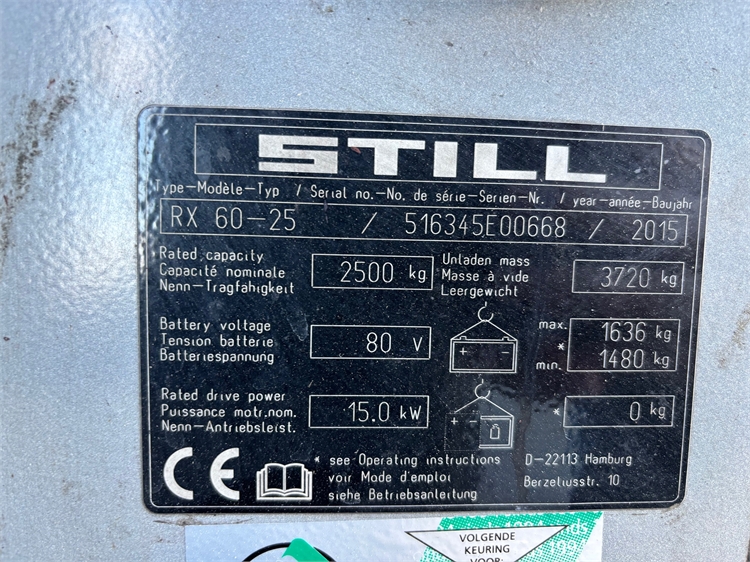 STILL
Type-Modèle-Typ / Serial no.-No. de série-Serien-Nr. / year-année-Baujahr
RX 60-25 / 516345E00668 / 2015
Rated capacity
Capacité nominale
Nenn-Tragfähigkeit
2500 kg
Unladen mass
Masse à vide
Leergewicht
3720 kg
Battery voltage
Tension batterie
Batteriespannung
80 V
+ -
max. 1636 kg
*
min. 1480 kg
Rated drive power
Puissance motr.nom.
Nenn-Antriebsleist.
15.0 kW
+ -
* 0 kg
CE
* see Operating instructions
voir Mode d'emploi
siehe Betriebsanleitung
D-22113 Hamburg
Berzeliusstr. 10
VOLGENDE
KEURING
VOOR: